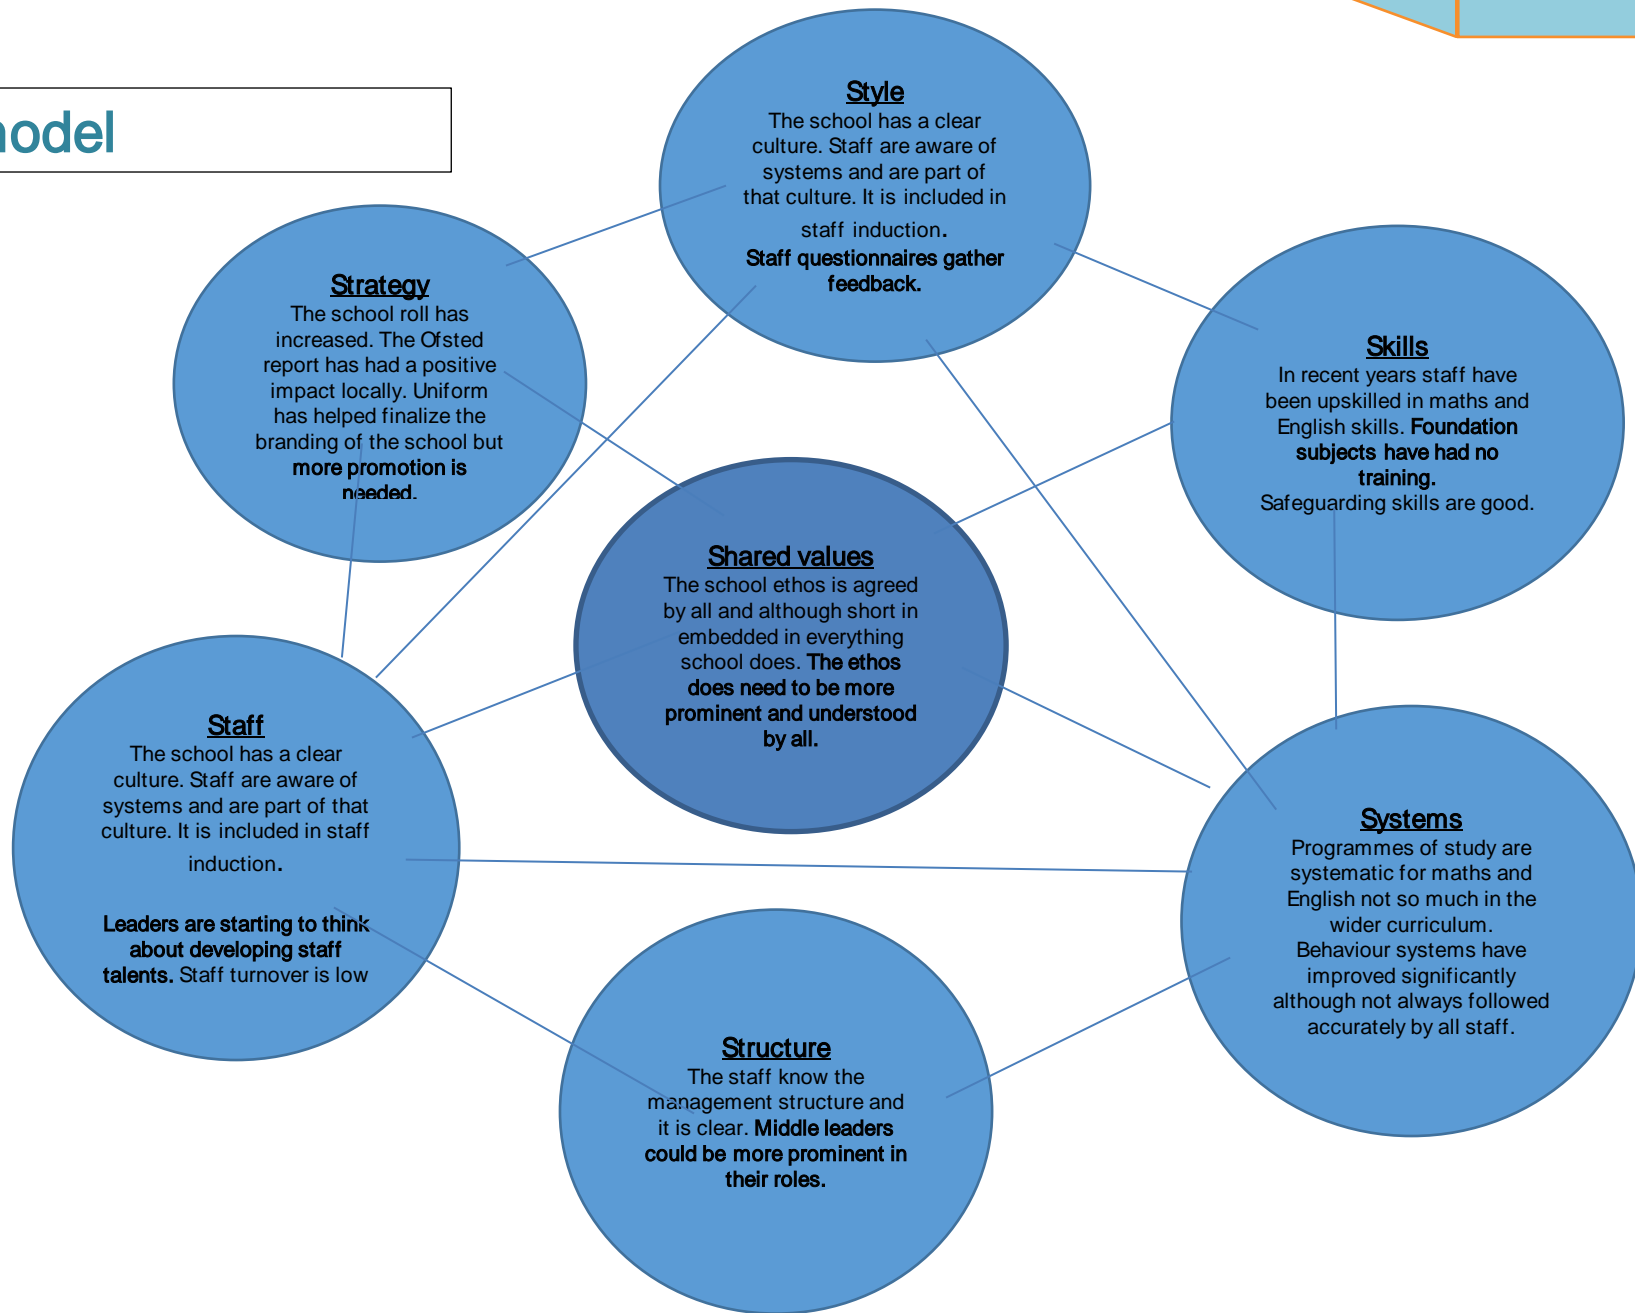 model
Style
The school has a clear
culture. Staff are aware of
systems and are part of
that culture. It is included in
staff induction.
Staff questionnaires gather
feedback.
Strategy
The school roll has
increased. The Ofsted
report has had a positive
impact locally. Uniform
has helped finalize the
branding of the school but
more promotion is
needed.
Skills
In recent years staff have
been upskilled in maths and
English skills. Foundation
subjects have had no
training.
Safeguarding skills are good.
Shared values
The school ethos is agreed
by all and although short in
embedded in everything
school does. The ethos
does need to be more
prominent and understood
by all.
Staff
The school has a clear
culture. Staff are aware of
systems and are part of that
culture. It is included in staff
induction.
Leaders are starting to think
about developing staff
talents. Staff turnover is low
Systems
Programmes of study are
systematic for maths and
English not so much in the
wider curriculum.
Behaviour systems have
improved significantly
although not always followed
accurately by all staff.
Structure
The staff know the
management structure and
it is clear. Middle leaders
could be more prominent in
their roles.